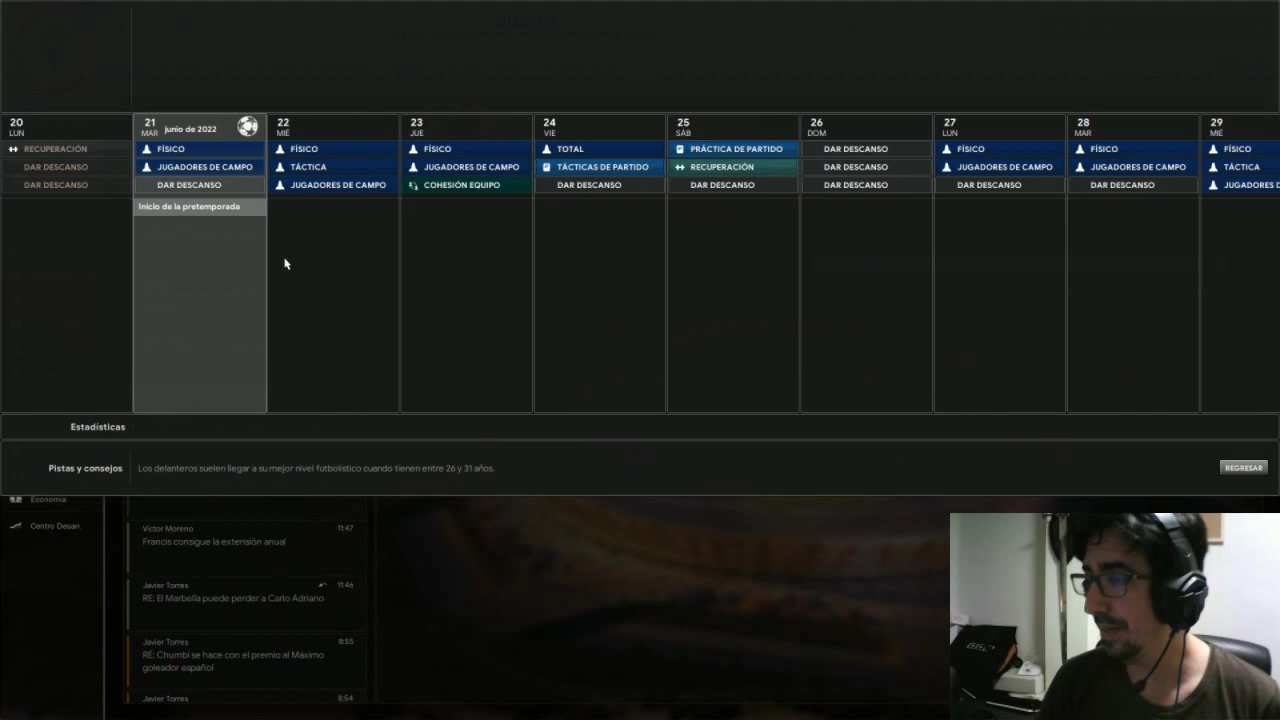 20
LUN
RECUPERACIÓN
DAR DESCANSO
DAR DESCANSO
21
MAR junio de 2022
FÍSICO
JUGADORES DE CAMPO
DAR DESCANSO
Inicio de la pretemporada
22
MIÉ
FÍSICO
TÁCTICA
JUGADORES DE CAMPO
23
JUE
FÍSICO
JUGADORES DE CAMPO
COHESIÓN EQUIPO
24
VIE
TOTAL
TÁCTICAS DE PARTIDO
DAR DESCANSO
25
SÁB
PRÁCTICA DE PARTIDO
RECUPERACIÓN
DAR DESCANSO
26
DOM
DAR DESCANSO
DAR DESCANSO
DAR DESCANSO
27
LUN
FÍSICO
JUGADORES DE CAMPO
DAR DESCANSO
28
MAR
FÍSICO
JUGADORES DE CAMPO
DAR DESCANSO
29
MIÉ
FÍSICO
TÁCTICA
JUGADORES D
Estadísticas
Pistas y consejos
Los delanteros suelen llegar a su mejor nivel futbolístico cuando tienen entre 26 y 31 años.
REGRESAR
Economía
Centro Desarr.
Víctor Moreno 11:47
Francis consigue la extensión anual
Javier Torres 11:46
RE: El Marbella puede perder a Carlo Adriano
Javier Torres 8:55
RE: Chumbi se hace con el premio al Máximo
goleador español
Javier Torres 8:54